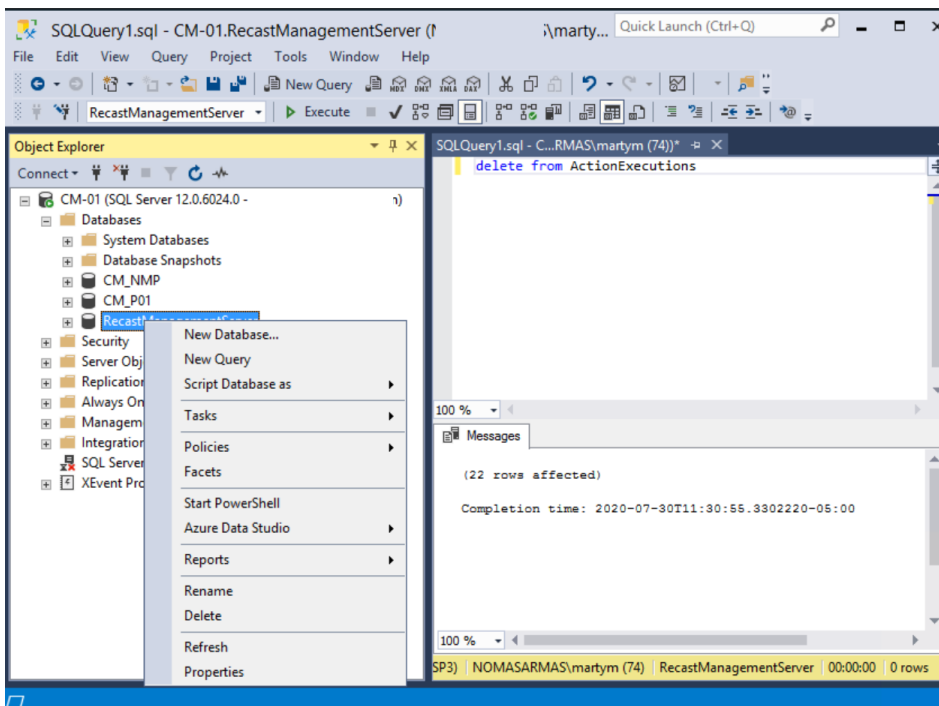 SQLQuery1.sql - CM-01.RecastManagementServer (N
\marty...
Quick Launch (Ctrl+Q)
File Edit View Query Project Tools Window Help
New Query
MDX DMX XMLA DAX
RecastManagementServer
Execute
Object Explorer
Connect
CM-01 (SQL Server 12.0.6024.0 -
Databases
System Databases
Database Snapshots
CM_NMP
CM_P01
RecastManagementServer
Security
Server Obj
Replication
Always On
Managem
Integration
SQL Server
XEvent Pro
New Database...
New Query
Script Database as
Tasks
Policies
Facets
Start PowerShell
Azure Data Studio
Reports
Rename
Delete
Refresh
Properties
SQLQuery1.sql - C...RMAS\martym (74))*
delete from ActionExecutions
100 %
Messages
(22 rows affected)
Completion time: 2020-07-30T11:30:55.3302220-05:00
100 %
SP3) NOMASARMAS\martym (74) RecastManagementServer 00:00:00 0 rows